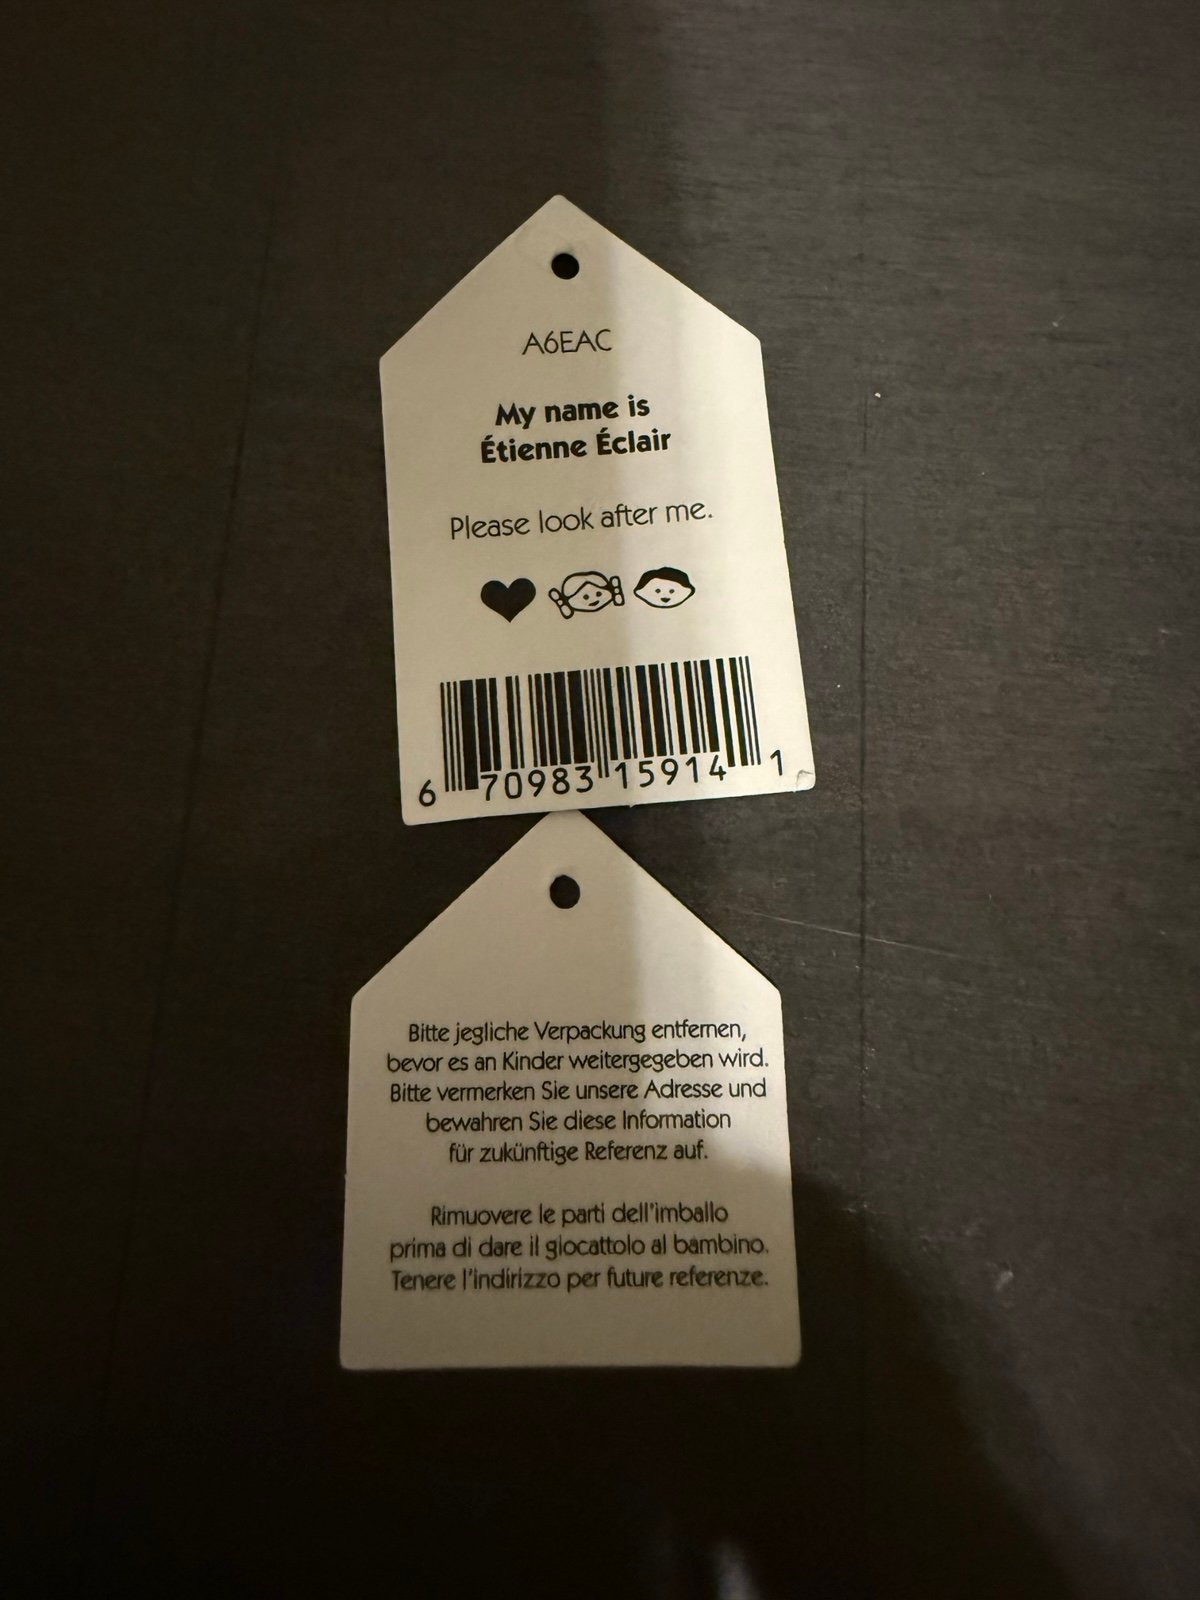 A6EAC
My name is
Étienne Éclair
Please look after me.
6 70983 15914 1
Bitte jegliche Verpackung entfernen,
bevor es an Kinder weitergegeben wird.
Bitte vermerken Sie unsere Adresse und
bewahren Sie diese Information
für zukünftige Referenz auf.
Rimuovere le parti dell'imballo
prima di dare il giocattolo al bambino.
Tenere l'indirizzo per future referenze.